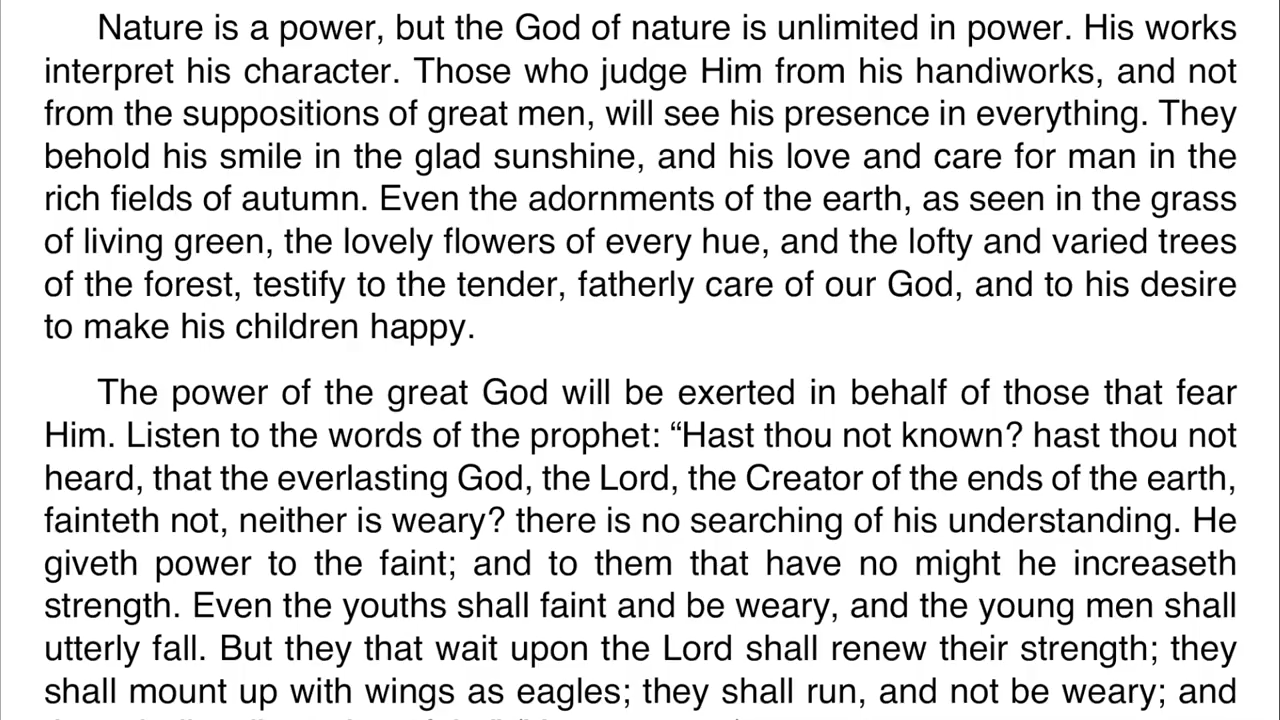 Nature is a power, but the God of nature is unlimited in power. His works
interpret his character. Those who judge Him from his handiworks, and not
from the suppositions of great men, will see his presence in everything. They
behold his smile in the glad sunshine, and his love and care for man in the
rich fields of autumn. Even the adornments of the earth, as seen in the grass
of living green, the lovely flowers of every hue, and the lofty and varied trees
of the forest, testify to the tender, fatherly care of our God, and to his desire
to make his children happy.
The power of the great God will be exerted in behalf of those that fear
Him. Listen to the words of the prophet: “Hast thou not known? hast thou not
heard, that the everlasting God, the Lord, the Creator of the ends of the earth,
fainteth not, neither is weary? there is no searching of his understanding. He
giveth power to the faint; and to them that have no might he increaseth
strength. Even the youths shall faint and be weary, and the young men shall
utterly fall. But they that wait upon the Lord shall renew their strength; they
shall mount up with wings as eagles; they shall run, and not be weary; and